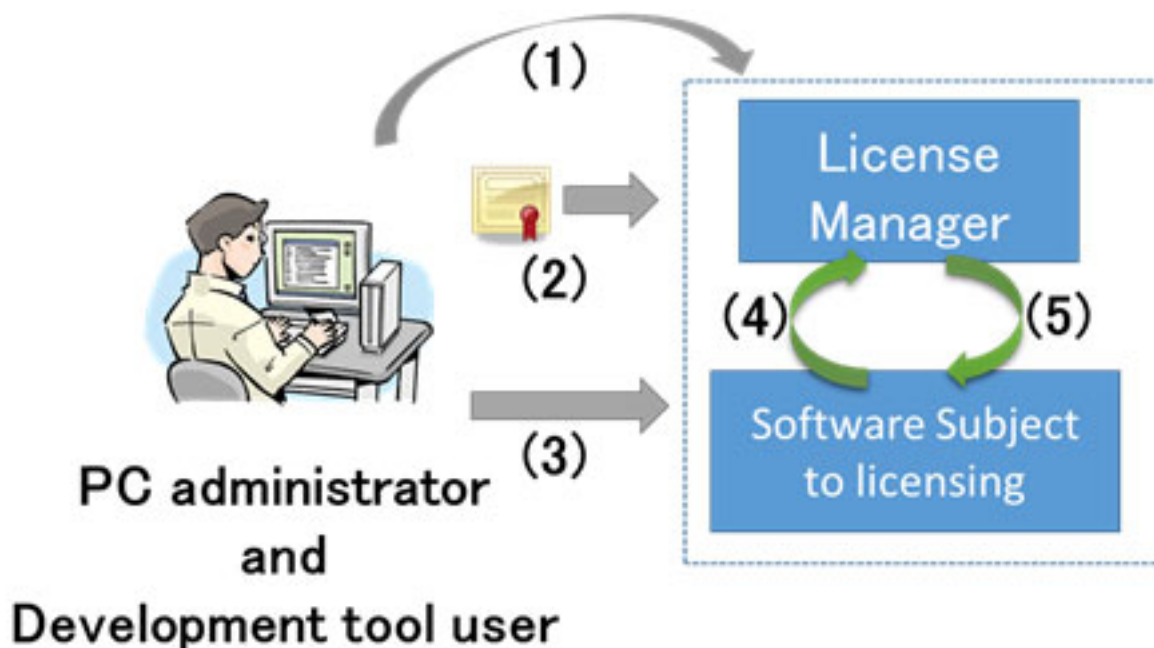 (1)
License
Manager
(2)
(4)
(5)
(3)
Software Subject
to licensing
PC administrator
and
Development tool user